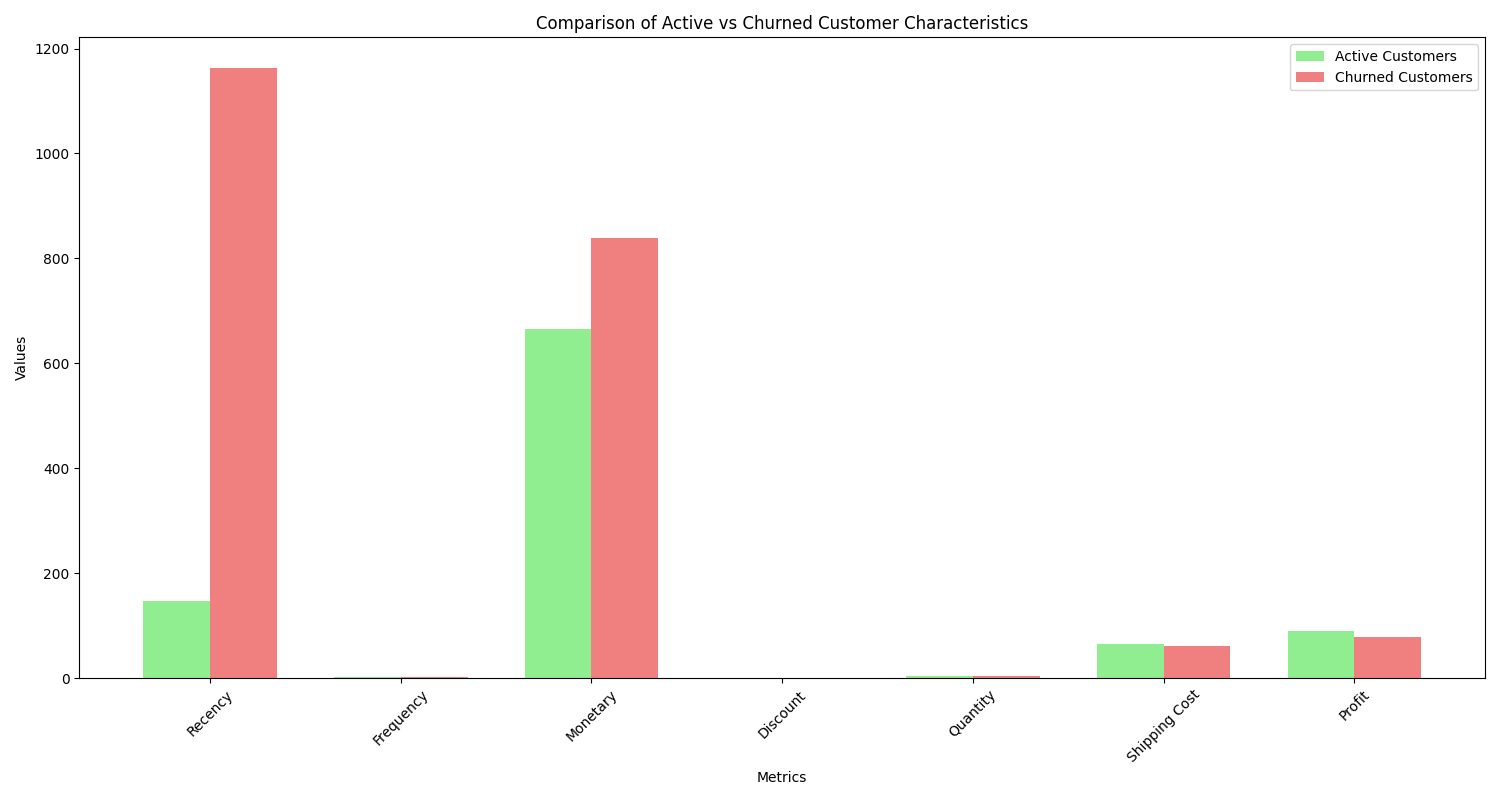 Comparison of Active vs Churned Customer Characteristics
Active Customers
Churned Customers
Values
1200
1000
800
600
400
200
0
Recency
Frequency
Monetary
Discount
Quantity
Shipping Cost
Profit
Metrics